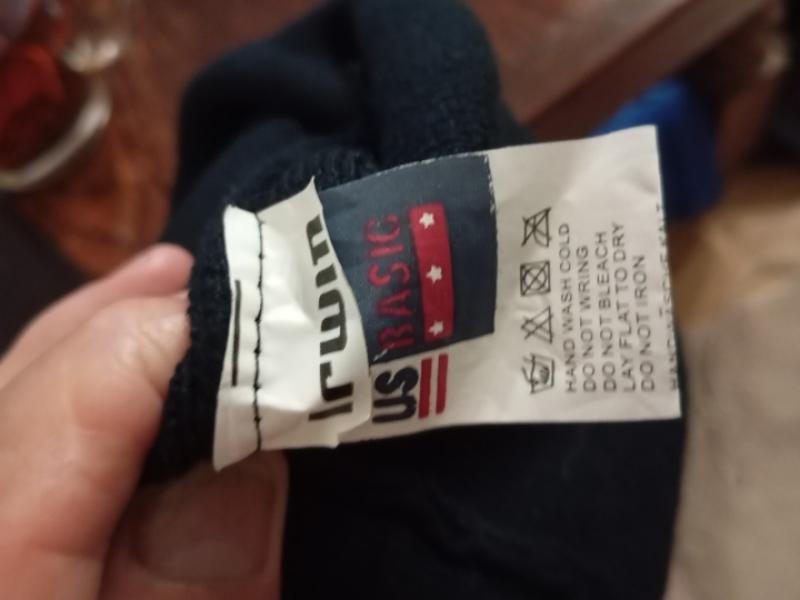 Irwin
US BASIC
HAND WASH COLD
DO NOT WRING
DO NOT BLEACH
LAY FLAT TO DRY
DO NOT IRON